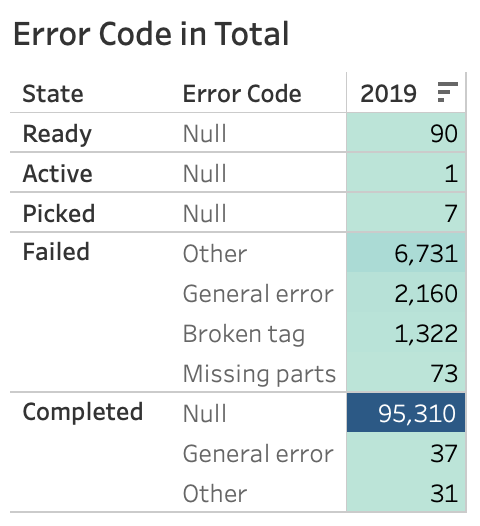 Error Code in Total
State Error Code 2019
Ready Null 90
Active Null 1
Picked Null 7
Failed Other 6,731
General error 2,160
Broken tag 1,322
Missing parts 73
Completed Null 95,310
General error 37
Other 31